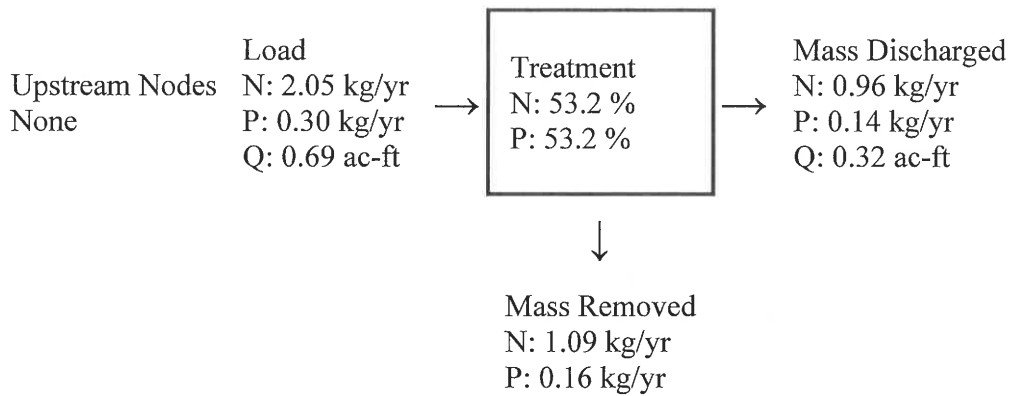 Upstream Nodes
None
Load
N: 2.05 kg/yr
P: 0.30 kg/yr
Q: 0.69 ac-ft
Treatment
N: 53.2 %
P: 53.2 %
Mass Discharged
N: 0.96 kg/yr
P: 0.14 kg/yr
Q: 0.32 ac-ft
Mass Removed
N: 1.09 kg/yr
P: 0.16 kg/yr